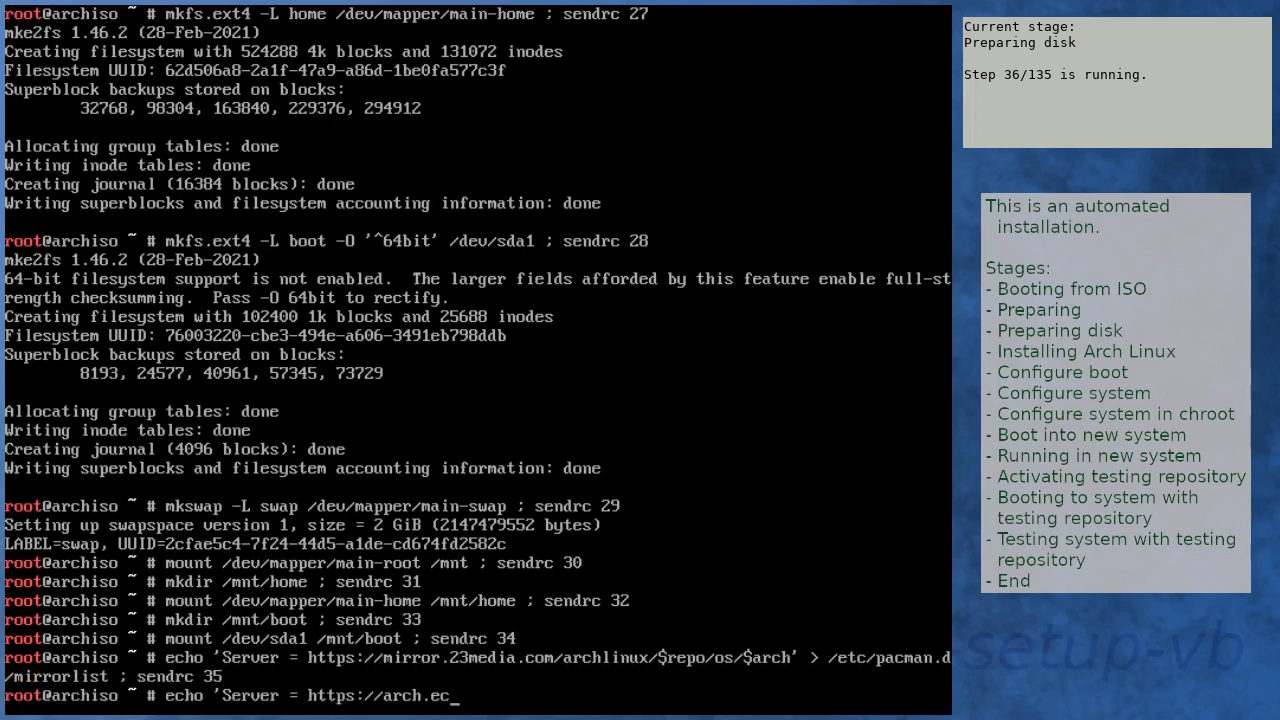 root@archiso ~ # mkfs.ext4 -L home /dev/mapper/main-home ; sendrc 27
mke2fs 1.46.2 (28-Feb-2021)
Creating filesystem with 524288 4k blocks and 131072 inodes
Filesystem UUID: 62d506a8-2a1f-47a9-a86d-1be0fa577c3f
Superblock backups stored on blocks:
32768, 98304, 163840, 229376, 294912
Allocating group tables: done
Writing inode tables: done
Creating journal (16384 blocks): done
Writing superblocks and filesystem accounting information: done
root@archiso ~ # mkfs.ext4 -L boot -O '^64bit' /dev/sda1 ; sendrc 28
mke2fs 1.46.2 (28-Feb-2021)
64-bit filesystem support is not enabled.  The larger fields afforded by this feature enable full-st
rength checksumming.  Pass -O 64bit to rectify.
Creating filesystem with 102400 1k blocks and 25688 inodes
Filesystem UUID: 76003220-cbe3-494e-a606-3491eb798ddb
Superblock backups stored on blocks:
8193, 24577, 40961, 57345, 73729
Allocating group tables: done
Writing inode tables: done
Creating journal (4096 blocks): done
Writing superblocks and filesystem accounting information: done
root@archiso ~ # mkswap -L swap /dev/mapper/main-swap ; sendrc 29
Setting up swapspace version 1, size = 2 GiB (2147479552 bytes)
LABEL=swap, UUID=2cfae5c4-7f24-44d5-a1de-cd674fd2582c
root@archiso ~ # mount /dev/mapper/main-root /mnt ; sendrc 30
root@archiso ~ # mkdir /mnt/home ; sendrc 31
root@archiso ~ # mount /dev/mapper/main-home /mnt/home ; sendrc 32
root@archiso ~ # mkdir /mnt/boot ; sendrc 33
root@archiso ~ # mount /dev/sda1 /mnt/boot ; sendrc 34
root@archiso ~ # echo 'Server = https://mirror.23media.com/archlinux/$repo/os/$arch' > /etc/pacman.d
/mirrorlist ; sendrc 35
root@archiso ~ # echo 'Server = https://arch.ec_
Current stage:
Preparing disk
Step 36/135 is running.
This is an automated
installation.
Stages:
- Booting from ISO
- Preparing
- Preparing disk
- Installing Arch Linux
- Configure boot
- Configure system
- Configure system in chroot
- Boot into new system
- Running in new system
- Activating testing repository
- Booting to system with
testing repository
- Testing system with testing
repository
- End
setup-vb